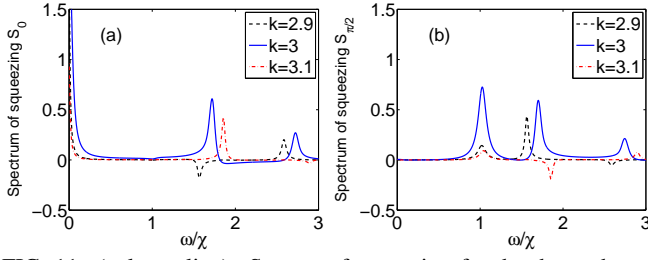 Spectrum of squeezing S_0
1.5
1
0.5
0
−0.5
0
1
2
3
ω/χ
(a)
k=2.9
k=3
k=3.1
Spectrum of squeezing S_{π/2}
1.5
1
0.5
0
−0.5
0
1
2
3
ω/χ
(b)
k=2.9
k=3
k=3.1